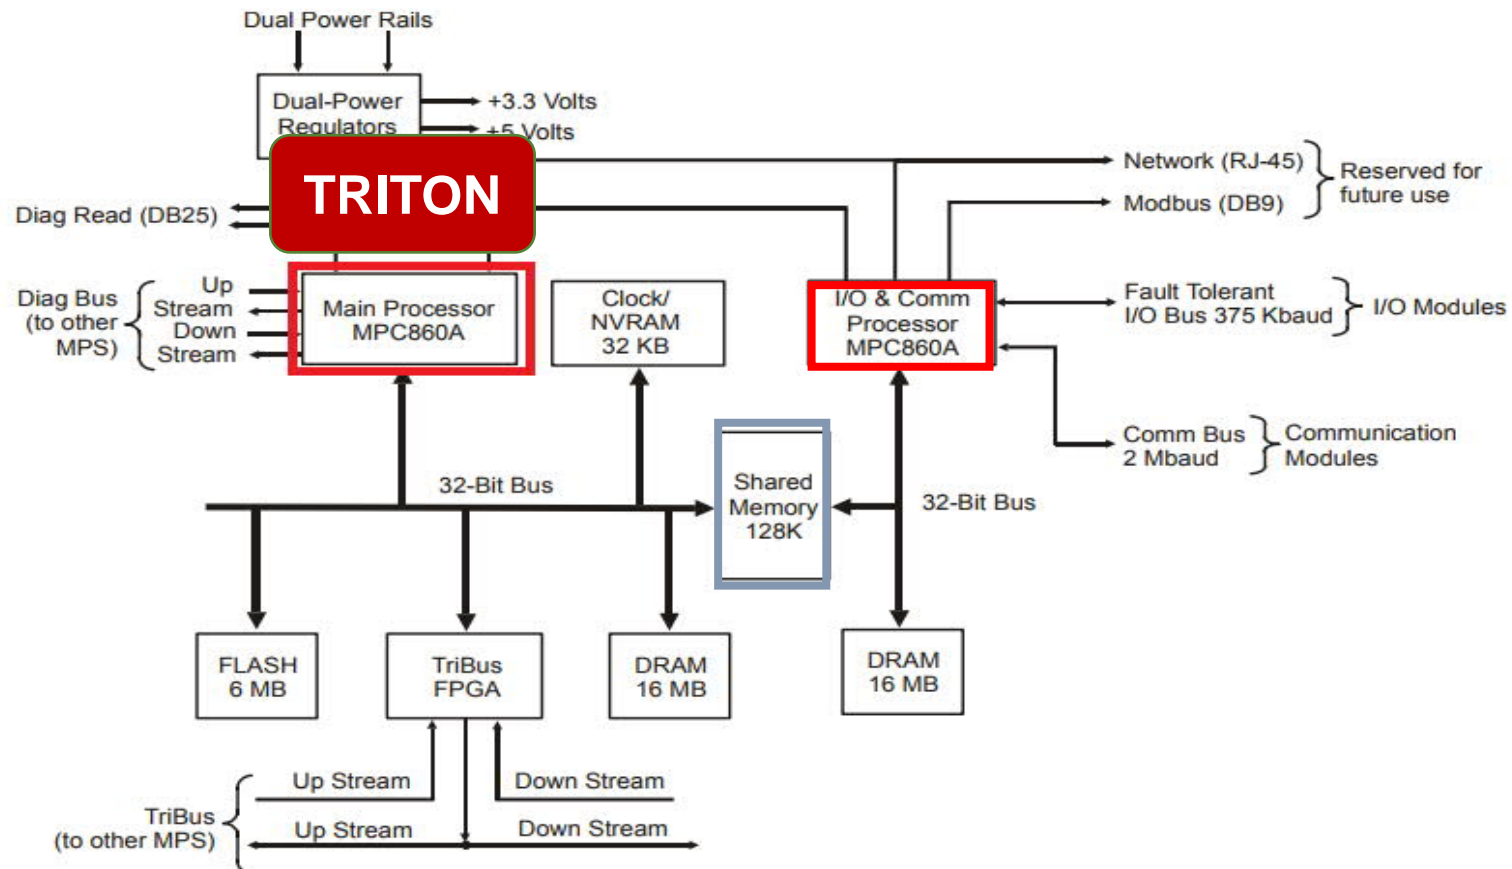 Dual Power Rails
Dual-Power
Regulators
+3.3 Volts
+5 Volts
TRITON
Diag Read (DB25)
Network (RJ-45)
Modbus (DB9)
Reserved for
future use
Diag Bus
(to other
MPS)
Up
Stream
Down
Stream
Main Processor
MPC860A
Clock/
NVRAM
32 KB
I/O & Comm
Processor
MPC860A
Fault Tolerant
I/O Bus 375 Kbaud
I/O Modules
Comm Bus
2 Mbaud
Communication
Modules
32-Bit Bus
Shared
Memory
128K
32-Bit Bus
FLASH
6 MB
TriBus
FPGA
DRAM
16 MB
DRAM
16 MB
TriBus
(to other MPS)
Up Stream
Down Stream
Up Stream
Down Stream